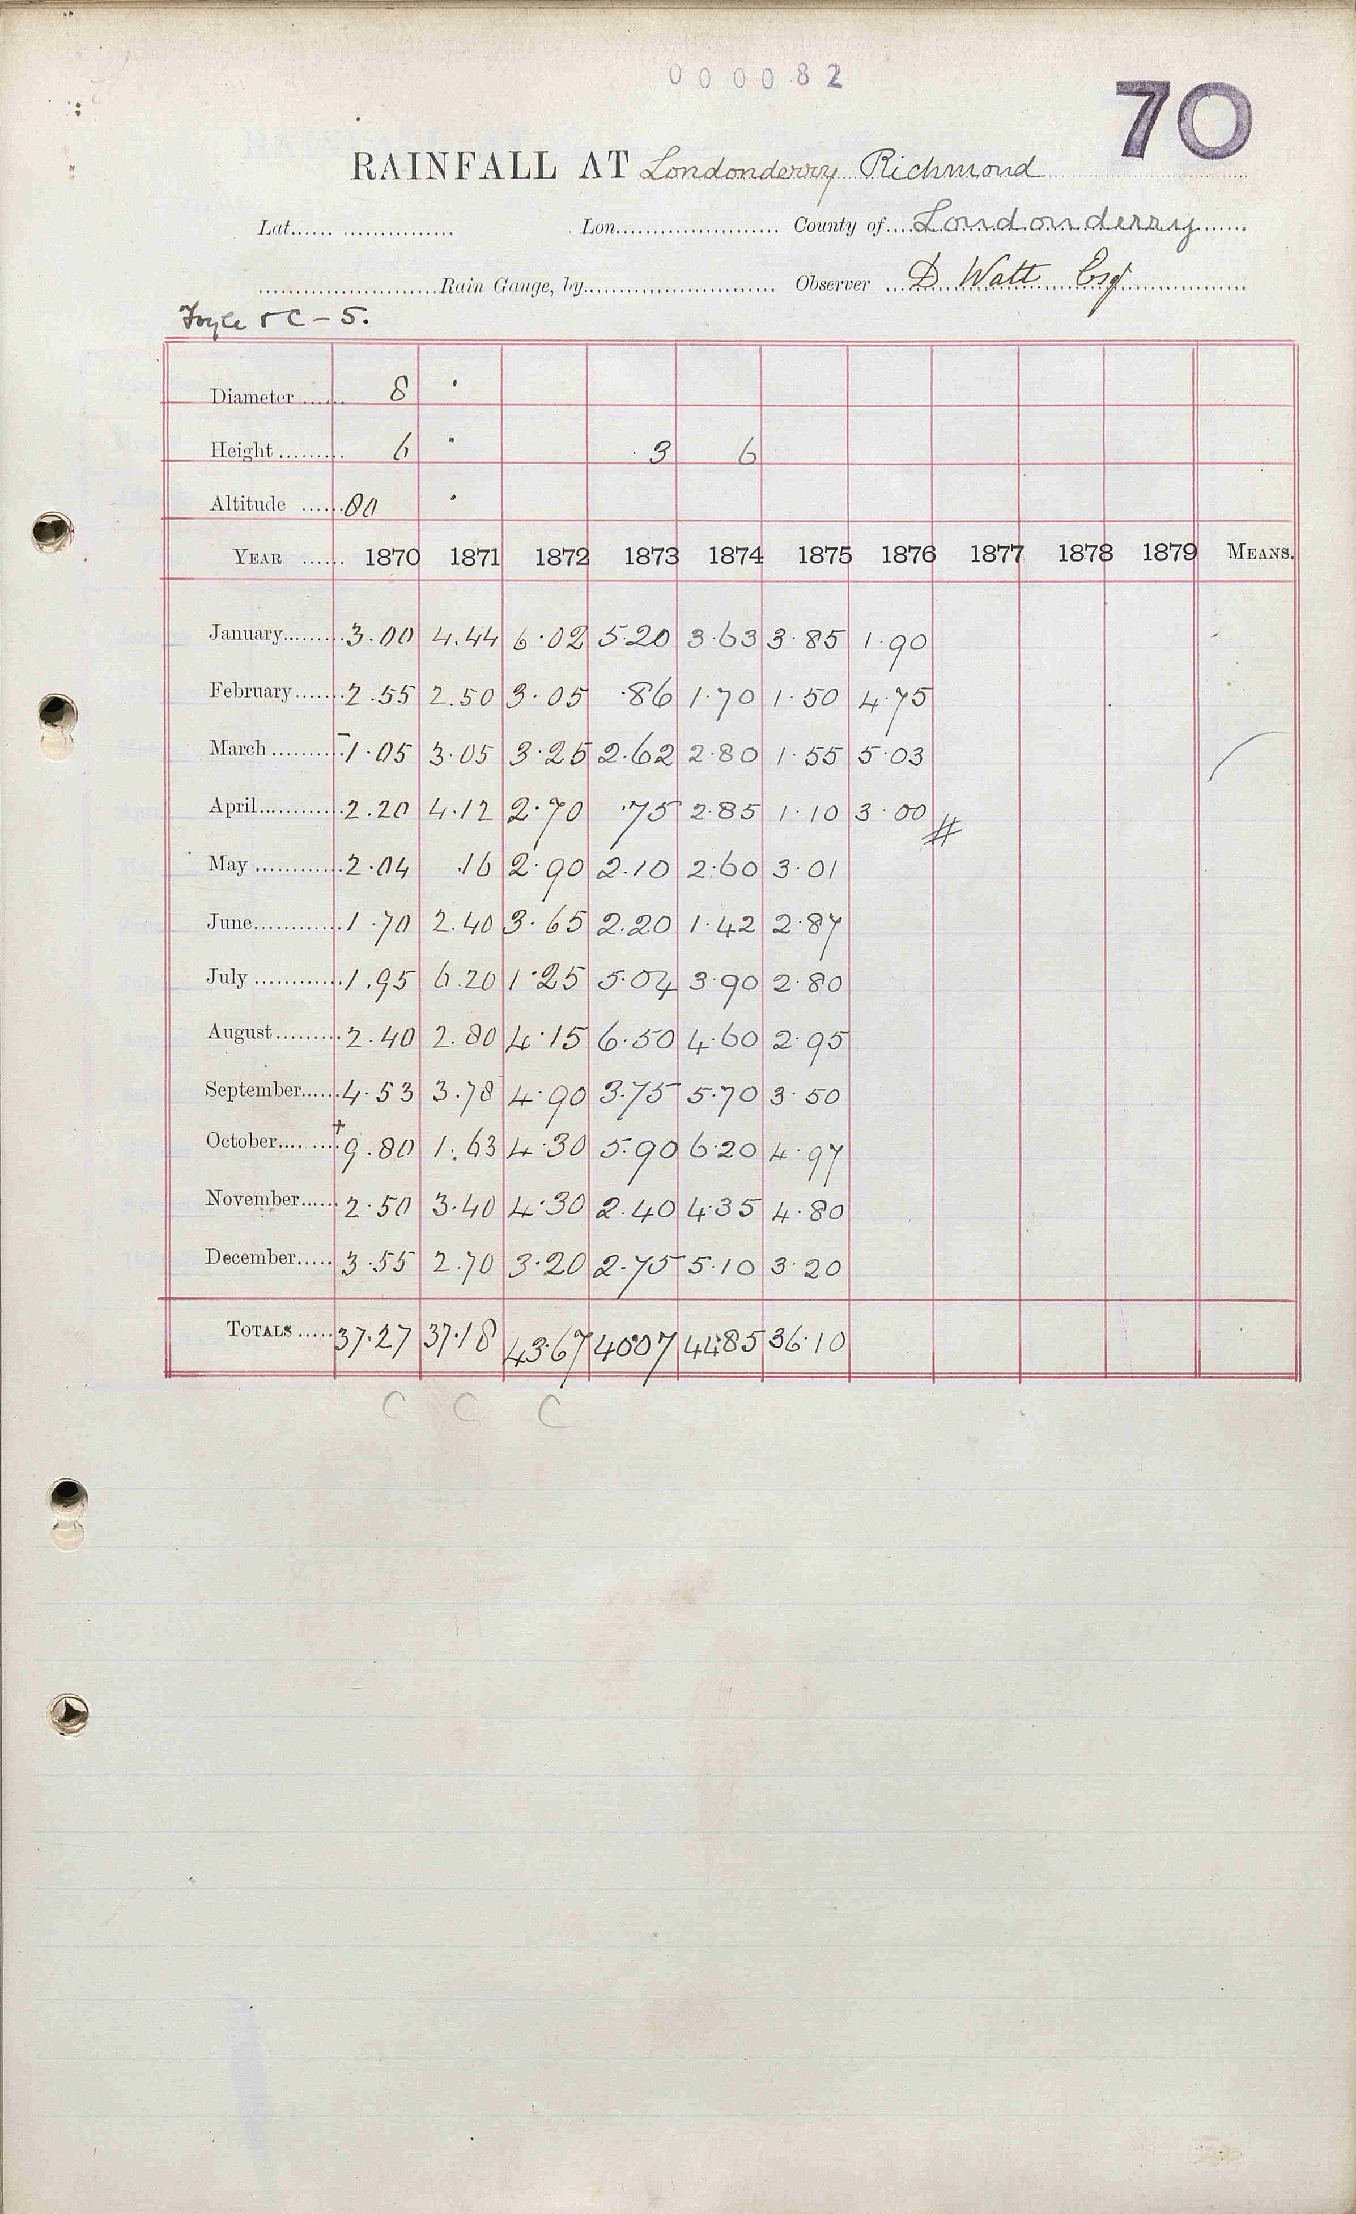 000082
70
RAINFALL AT Londonderry Richmond
Lat. Lon. County of Londonderry
Rain Gauge, by Observer D Watt Esq
Foyle & C - 5.
Diameter 8
Height 6 3 6
Altitude 80
YEAR 1870 1871 1872 1873 1874 1875 1876 1877 1878 1879 MEANS.
January 3.00 4.44 6.02 5.20 3.63 3.85 1.90
February 2.55 2.50 3.05 .86 1.70 1.50 4.75
March 1.05 3.05 3.25 2.62 2.80 1.55 5.03
April 2.20 4.12 2.70 .75 2.85 1.10 3.00 #
May 2.04 .16 2.90 2.10 2.60 3.01
June 1.70 2.40 3.65 2.20 1.42 2.87
July 1.95 6.20 1.25 5.04 3.90 2.80
August 2.40 2.80 4.15 6.50 4.60 2.95
September 4.53 3.78 4.90 3.75 5.70 3.50
October + 9.80 1.63 4.30 5.90 6.20 4.97
November 2.50 3.40 4.30 2.40 4.35 4.80
December 3.55 2.70 3.20 2.75 5.10 3.20
TOTALS 37.27 37.18 43.67 40.07 44.85 36.10
C C C